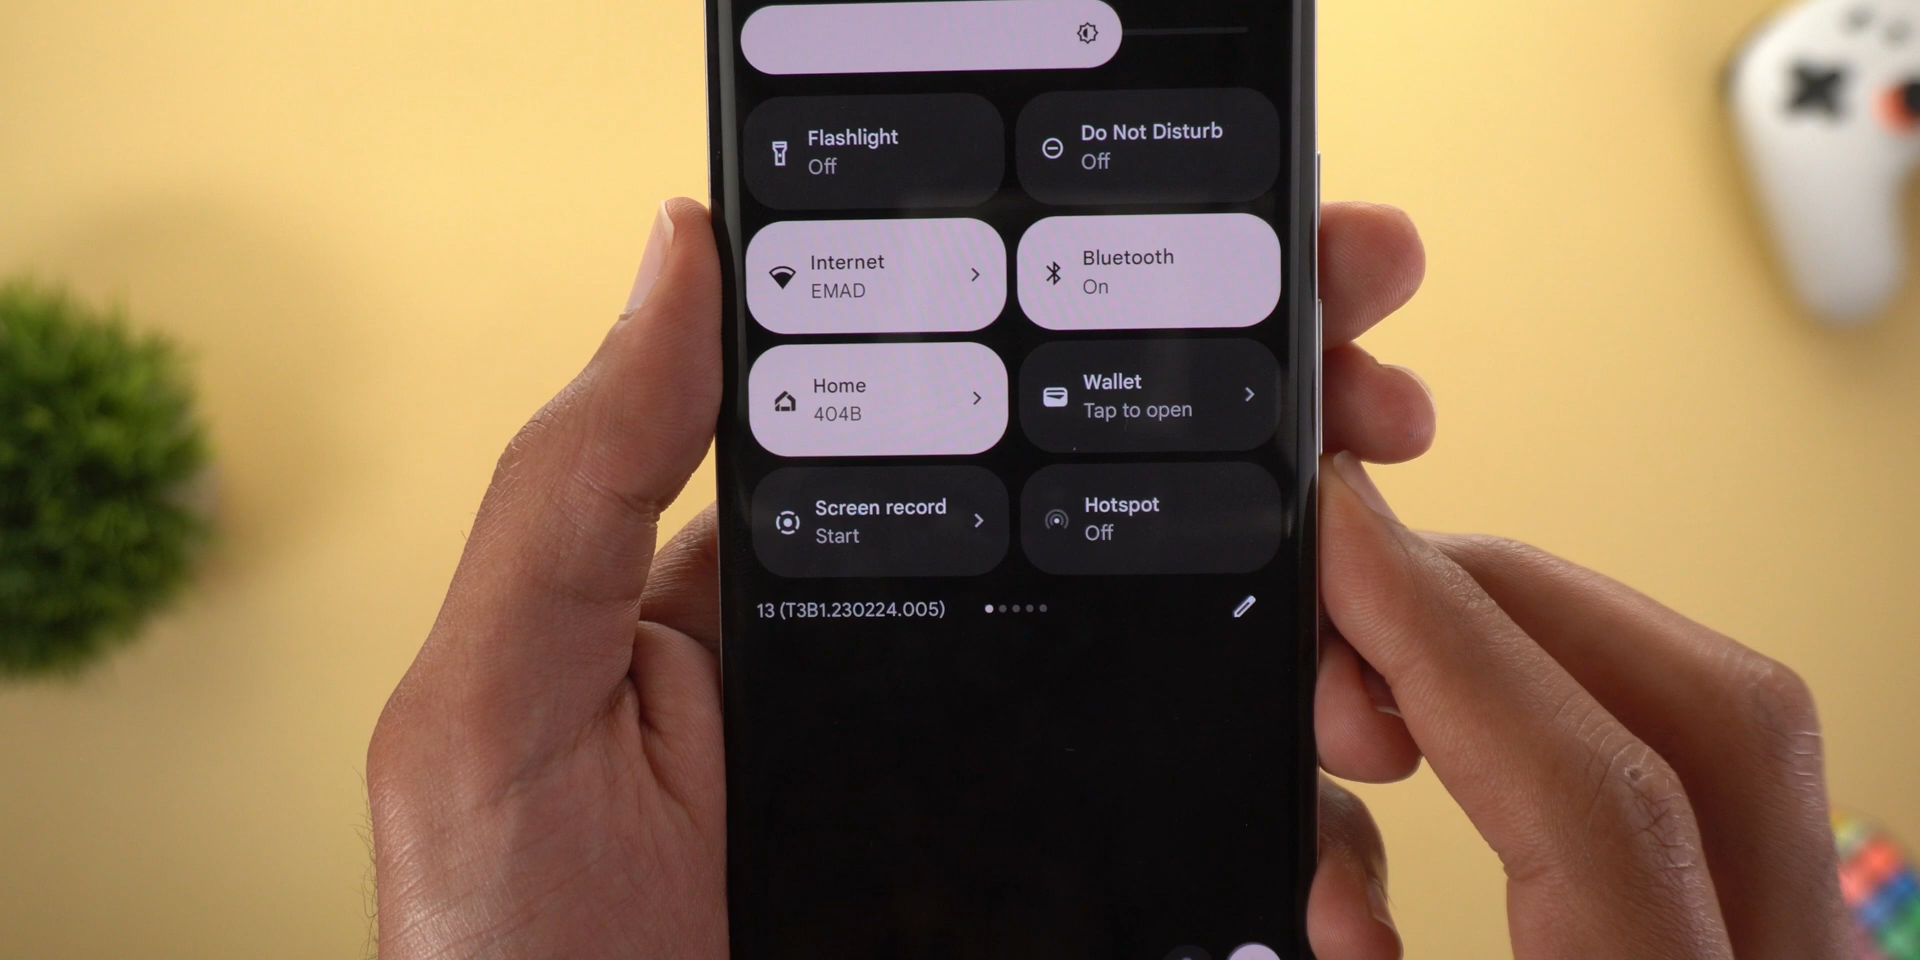 Flashlight
Off
Do Not Disturb
Off
Internet
EMAD
Bluetooth
On
Home
404B
Wallet
Tap to open
Screen record
Start
Hotspot
Off
13 (T3B1.230224.005)